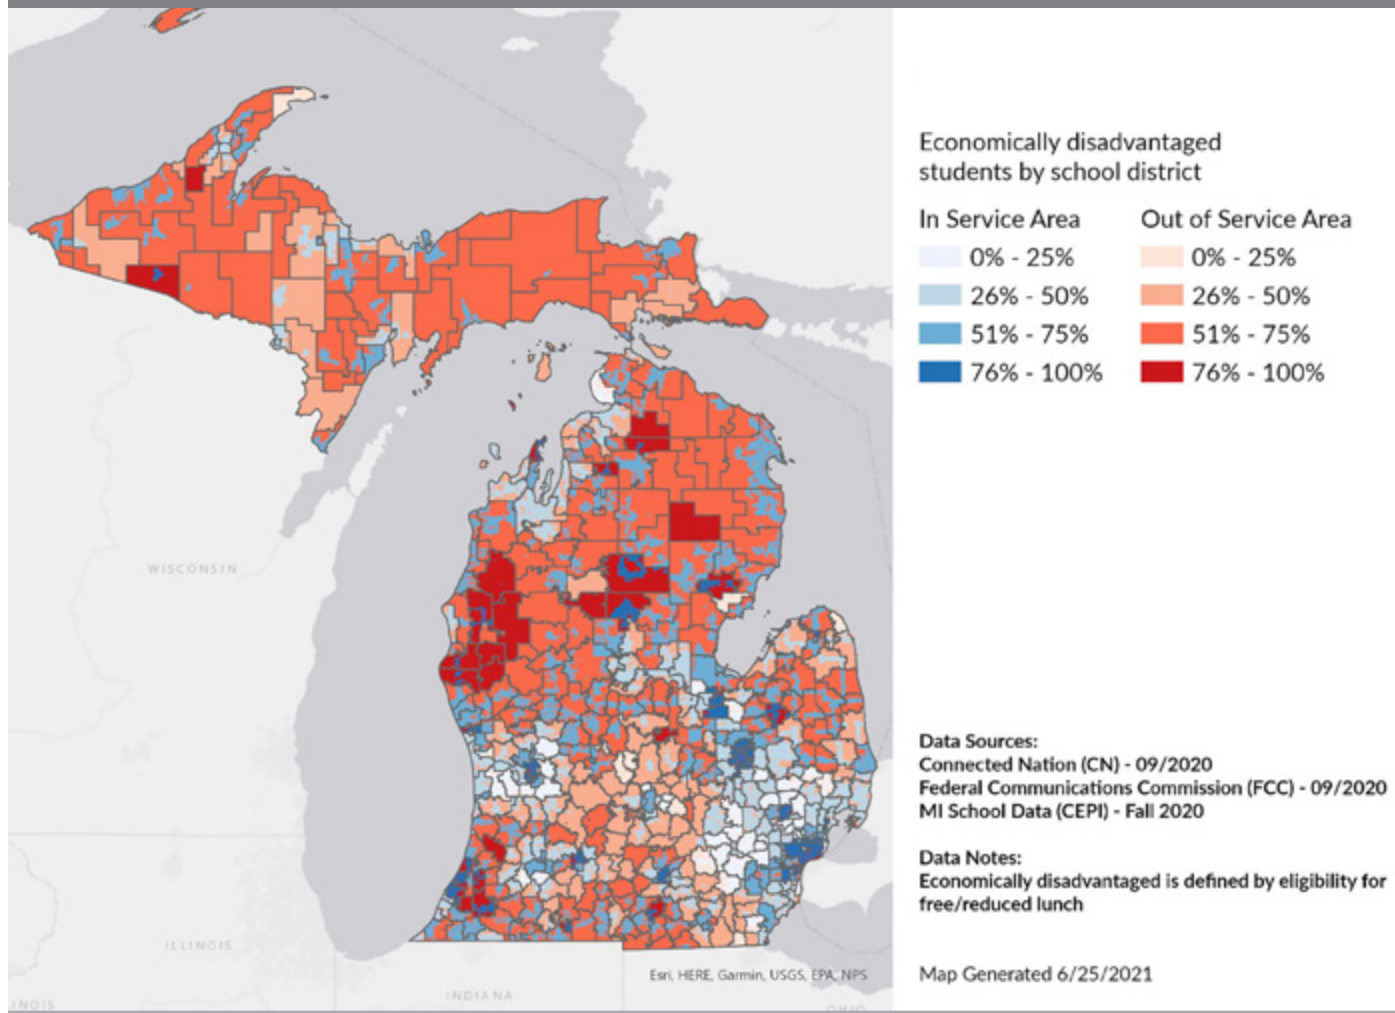 Economically disadvantaged
students by school district
In Service Area
Out of Service Area
0% - 25%
0% - 25%
26% - 50%
26% - 50%
51% - 75%
51% - 75%
76% - 100%
76% - 100%
WISCONSIN
Data Sources:
Connected Nation (CN) - 09/2020
Federal Communications Commission (FCC) - 09/2020
MI School Data (CEPI) - Fall 2020
Data Notes:
Economically disadvantaged is defined by eligibility for
free/reduced lunch
ILLINOIS
Esri, HERE, Garmin, USGS, EPA, NPS
Map Generated 6/25/2021
INDIANA
INOIS
OHIO